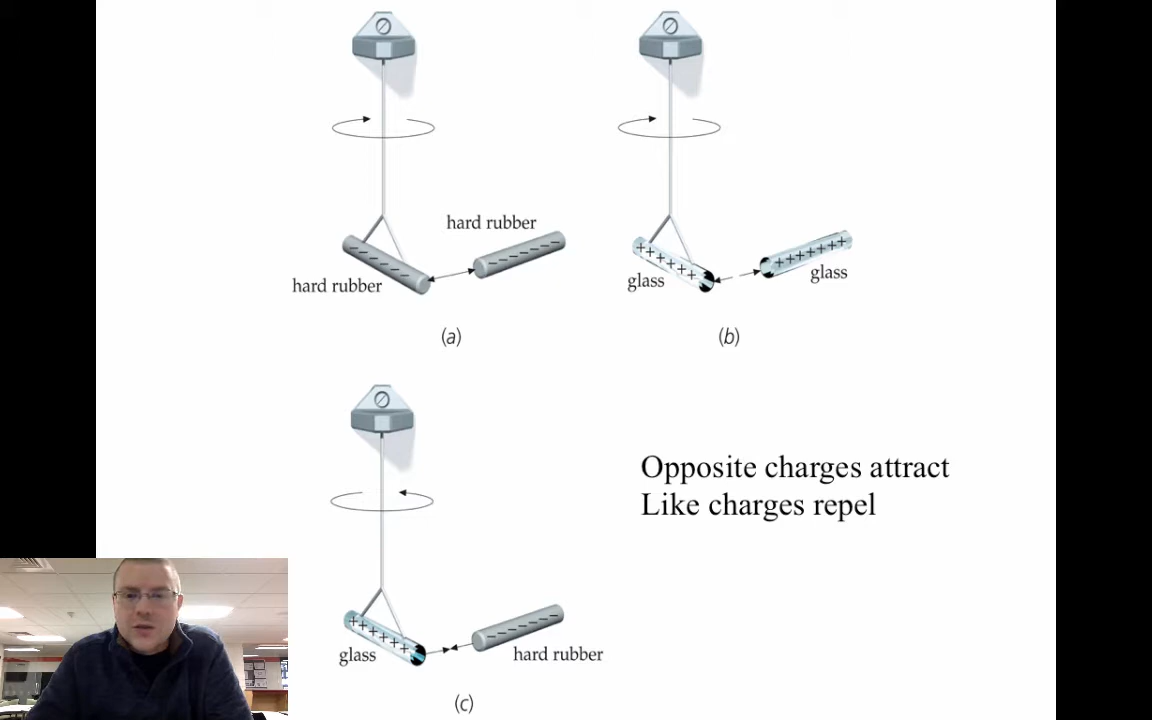 hard rubber
hard rubber
(a)
glass
glass
(b)
Opposite charges attract
Like charges repel
glass
hard rubber
(c)